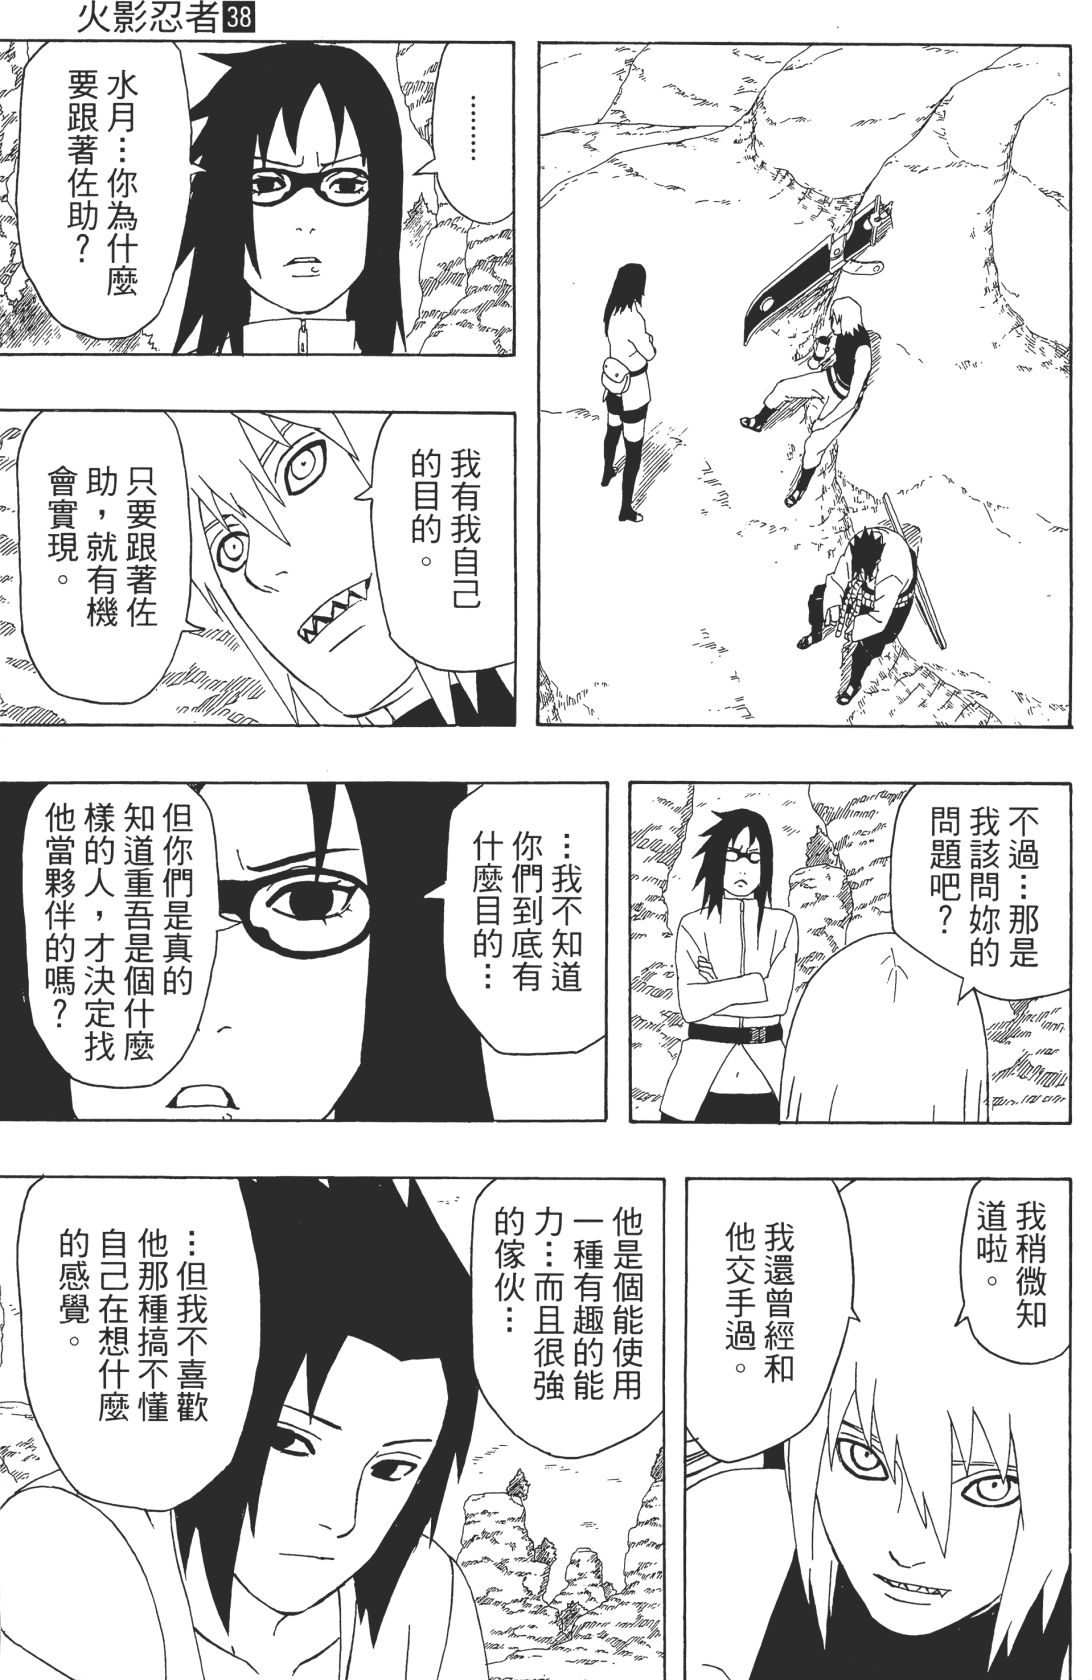 火影忍者38
………
水月…你為什麼
要跟著佐助？
我有我自己
的目的。
只要跟著佐
助，就有機
會實現。
不過…那是
我該問妳的
問題吧？
…我不知道
你們到底有
什麼目的…
但你們是真的
知道重吾是個什麼
樣的人，才決定找
他當夥伴的嗎？
我稍微知
道啦。
我還曾經和
他交手過。
他是個能使用
一種有趣的能
力…而且很強
的傢伙…
…但我不喜歡
他那種搞不懂
自己在想什麼
的感覺。